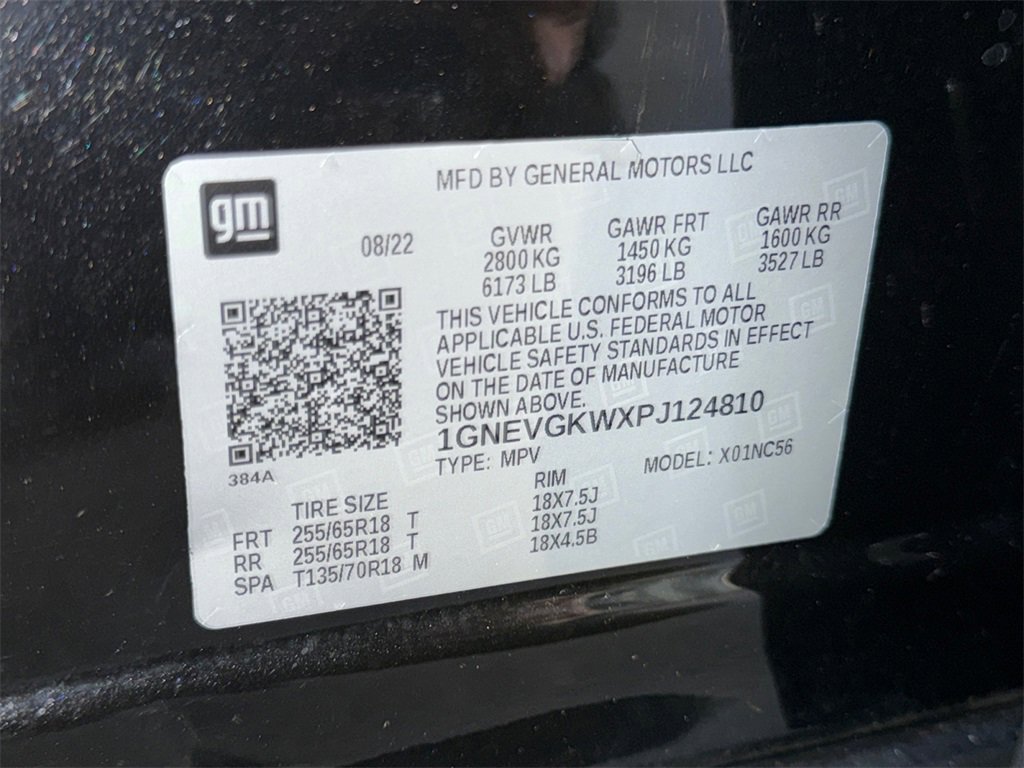 gm
MFD BY GENERAL MOTORS LLC
08/22
GVWR
2800 KG
6173 LB
GAWR FRT
1450 KG
3196 LB
GAWR RR
1600 KG
3527 LB
THIS VEHICLE CONFORMS TO ALL
APPLICABLE U.S. FEDERAL MOTOR
VEHICLE SAFETY STANDARDS IN EFFECT
ON THE DATE OF MANUFACTURE
SHOWN ABOVE.
1GNEVGKWXPJ124810
TYPE: MPV MODEL: X01NC56
384A
TIRE SIZE RIM
FRT 255/65R18 T 18X7.5J
RR 255/65R18 T 18X7.5J
SPA T135/70R18 M 18X4.5B